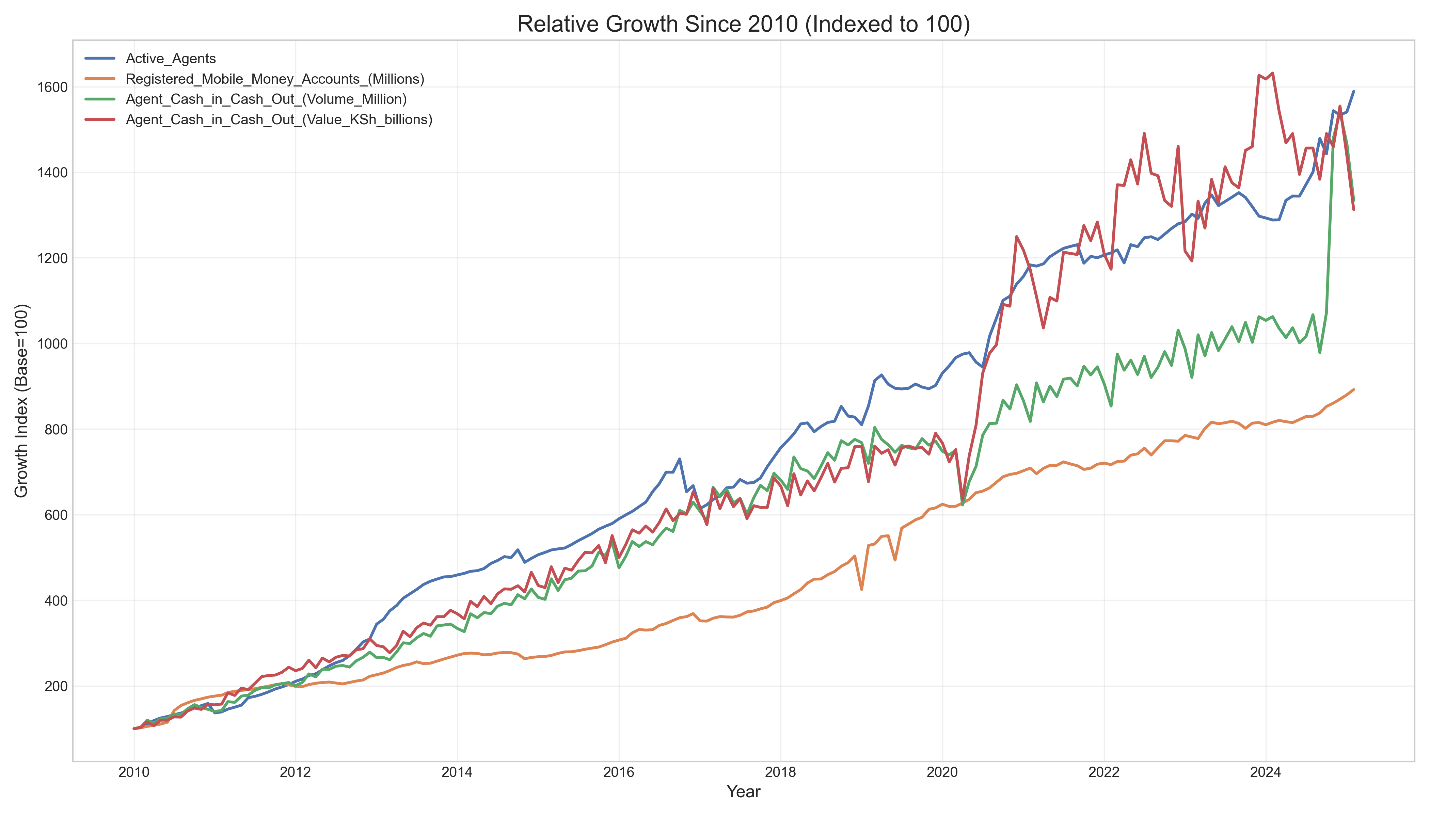 Relative Growth Since 2010 (Indexed to 100)
Active_Agents
Registered_Mobile_Money_Accounts_(Millions)
Agent_Cash_in_Cash_Out_(Volume_Million)
Agent_Cash_in_Cash_Out_(Value_KSh_billions)
Growth Index (Base=100)
1600
1400
1200
1000
800
600
400
200
2010 2012 2014 2016 2018 2020 2022 2024
Year